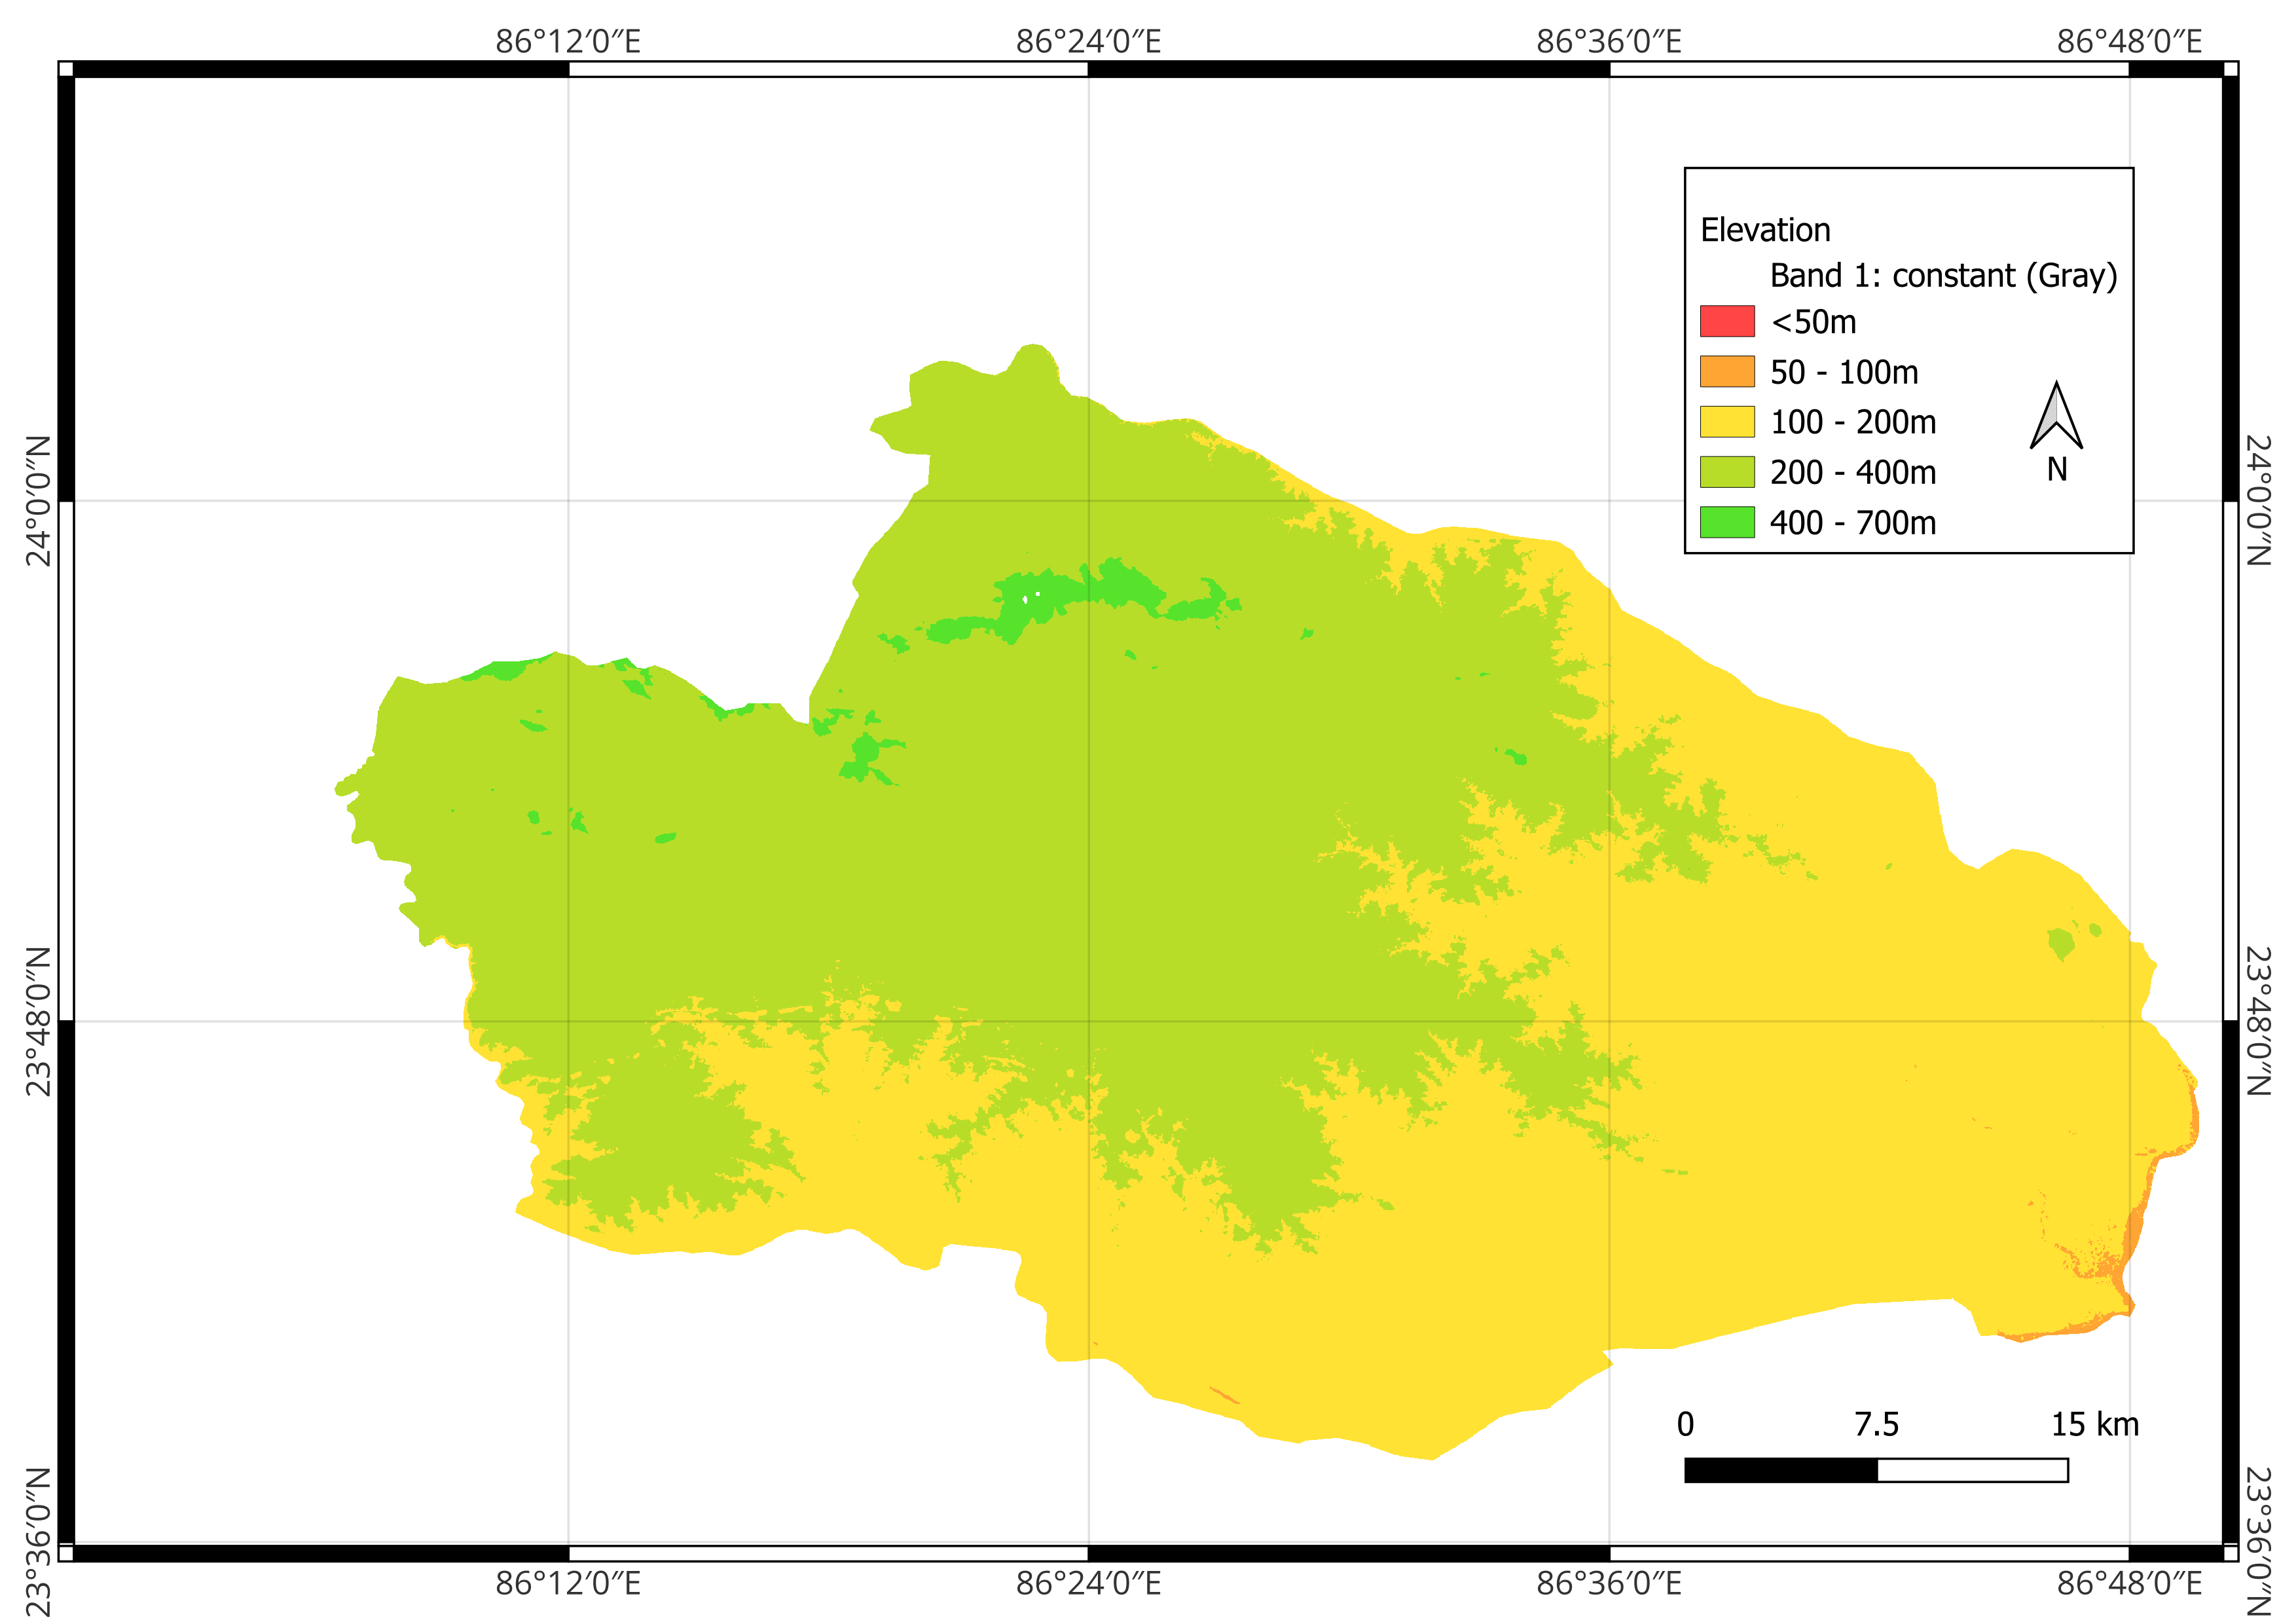 86°12′0″E 86°24′0″E 86°36′0″E 86°48′0″E
Elevation
Band 1: constant (Gray)
<50m
50 - 100m
100 - 200m
200 - 400m
400 - 700m
N
24°0′0″N 24°0′0″N
23°48′0″N 23°48′0″N
0 7.5 15 km
23°36′0″N 23°36′0″N
86°12′0″E 86°24′0″E 86°36′0″E 86°48′0″E